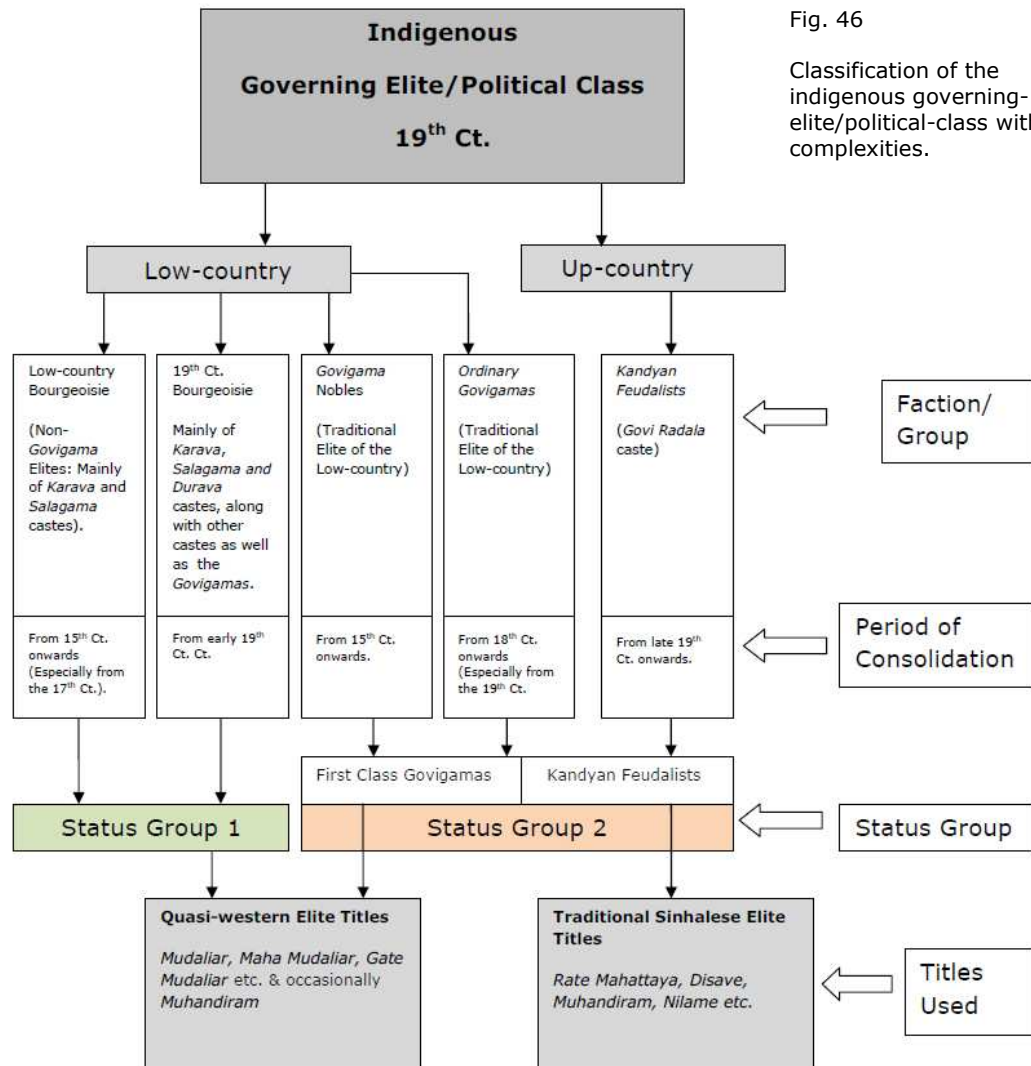 Fig. 46
Classification of the
indigenous governing-
elite/political-class with
complexities.
Indigenous
Governing Elite/Political Class
19th Ct.
Low-country
Up-country
Low-country
Bourgeoisie
(Non-
Govigama
Elites: Mainly
of Karava and
Salagama
castes).
19th Ct.
Bourgeoisie
Mainly of
Karava,
Salagama and
Durava
castes, along
with other
castes as well
as the
Govigamas.
Govigama
Nobles
(Traditional
Elite of the
Low-country)
Ordinary
Govigamas
(Traditional
Elite of the
Low-country)
Kandyan
Feudalists
(Govi Radala
caste)
Faction/
Group
From 15th Ct.
onwards
(Especially from
the 17th Ct.).
From early 19th
Ct. Ct.
From 15th Ct.
onwards.
From 18th Ct.
onwards
(Especially from
the 19th Ct.
From late 19th
Ct. onwards.
Period of
Consolidation
First Class Govigamas
Kandyan Feudalists
Status Group 1
Status Group 2
Status Group
Quasi-western Elite Titles
Mudaliar, Maha Mudaliar, Gate
Mudaliar etc. & occasionally
Muhandiram
Traditional Sinhalese Elite
Titles
Rate Mahattaya, Disave,
Muhandiram, Nilame etc.
Titles
Used